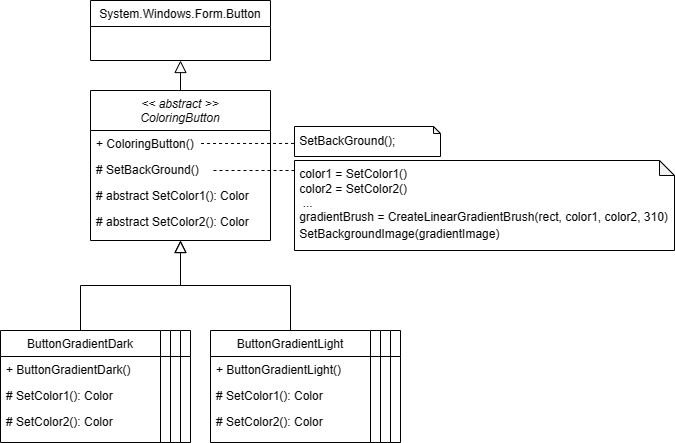 System.Windows.Form.Button
<< abstract >>
ColoringButton
+ ColoringButton()
# SetBackGround()
# abstract SetColor1(): Color
# abstract SetColor2(): Color
SetBackGround();
color1 = SetColor1()
color2 = SetColor2()
...
gradientBrush = CreateLinearGradientBrush(rect, color1, color2, 310)
SetBackgroundImage(gradientImage)
ButtonGradientDark
+ ButtonGradientDark()
# SetColor1(): Color
# SetColor2(): Color
ButtonGradientLight
+ ButtonGradientLight()
# SetColor1(): Color
# SetColor2(): Color